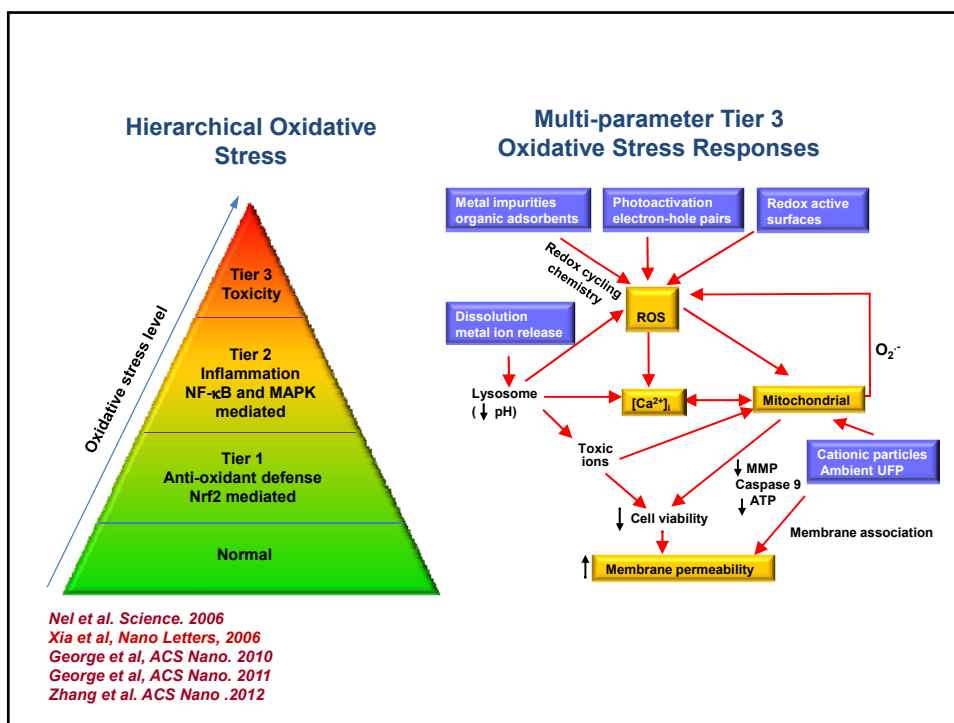 Hierarchical Oxidative
Stress
Oxidative stress level
Tier 3
Toxicity
Tier 2
Inflammation
NF-κB and MAPK
mediated
Tier 1
Anti-oxidant defense
Nrf2 mediated
Normal
Nel et al. Science. 2006
Xia et al, Nano Letters, 2006
George et al, ACS Nano. 2010
George et al, ACS Nano. 2011
Zhang et al. ACS Nano .2012
Multi-parameter Tier 3
Oxidative Stress Responses
Metal impurities
organic adsorbents
Photoactivation
electron-hole pairs
Redox active
surfaces
Redox cycling
chemistry
ROS
Dissolution
metal ion release
O₂·-
Lysosome
(↓ pH)
[Ca²⁺]ᵢ
Mitochondrial
Toxic
ions
Cationic particles
Ambient UFP
↓ MMP
Caspase 9
↓ ATP
↓ Cell viability
Membrane association
↑ Membrane permeability